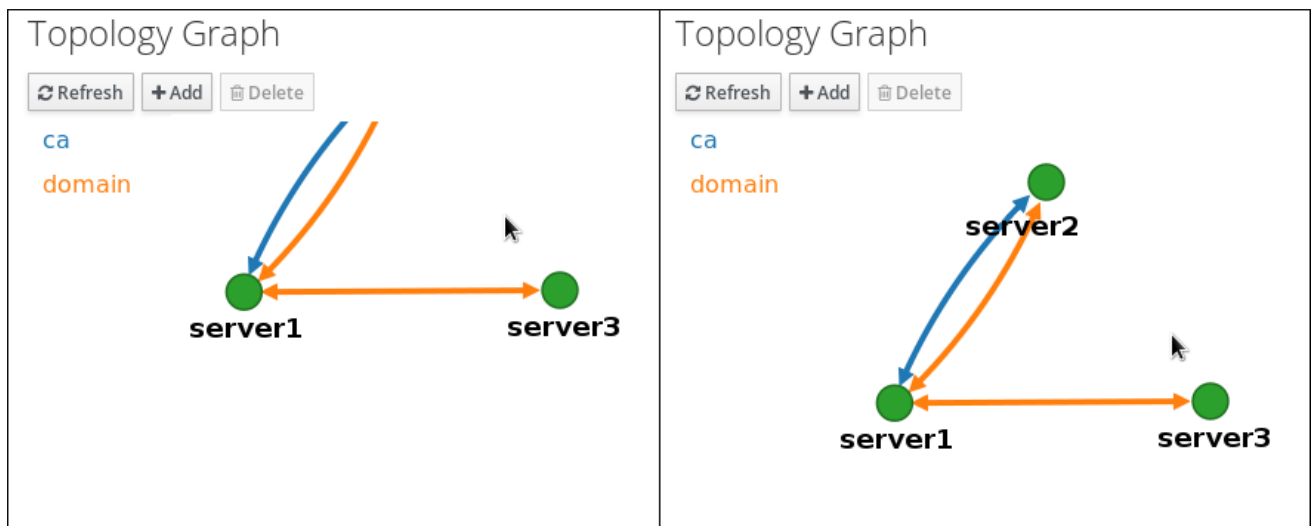 Topology Graph
Refresh Add Delete
ca
domain
server1
server3
Topology Graph
Refresh Add Delete
ca
domain
server2
server1
server3